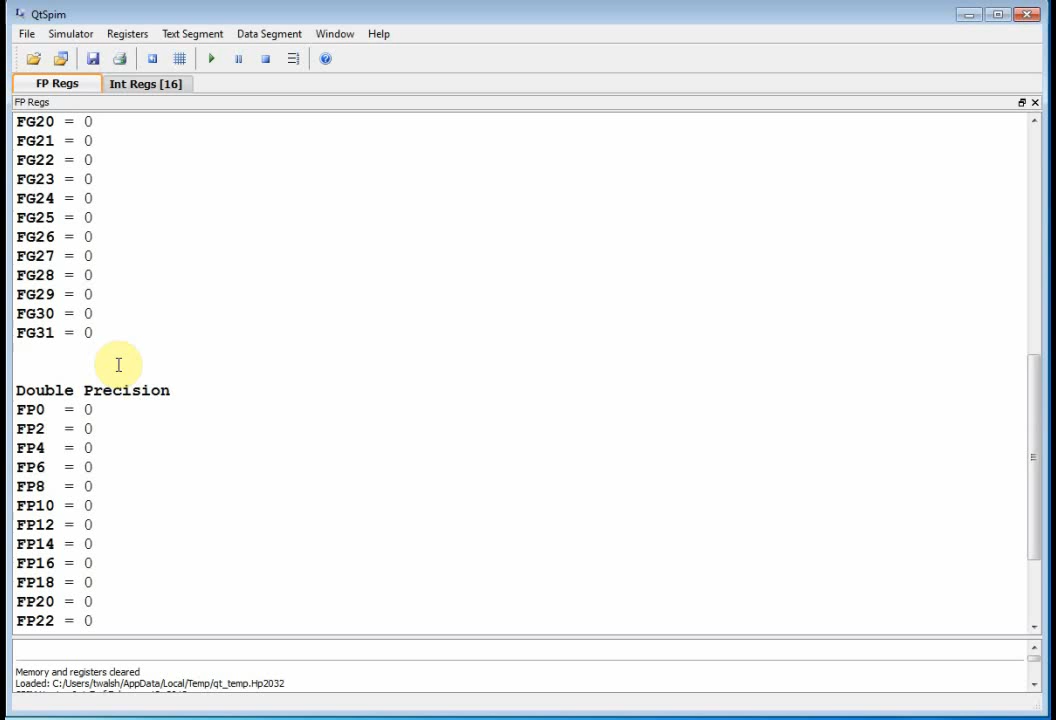 QtSpim
File Simulator Registers Text Segment Data Segment Window Help
FP Regs Int Regs [16]
FP Regs
FG20 = 0
FG21 = 0
FG22 = 0
FG23 = 0
FG24 = 0
FG25 = 0
FG26 = 0
FG27 = 0
FG28 = 0
FG29 = 0
FG30 = 0
FG31 = 0
Double Precision
FP0 = 0
FP2 = 0
FP4 = 0
FP6 = 0
FP8 = 0
FP10 = 0
FP12 = 0
FP14 = 0
FP16 = 0
FP18 = 0
FP20 = 0
FP22 = 0
Memory and registers cleared
Loaded: C:/Users/twalsh/AppData/Local/Temp/qt_temp.Hp2032